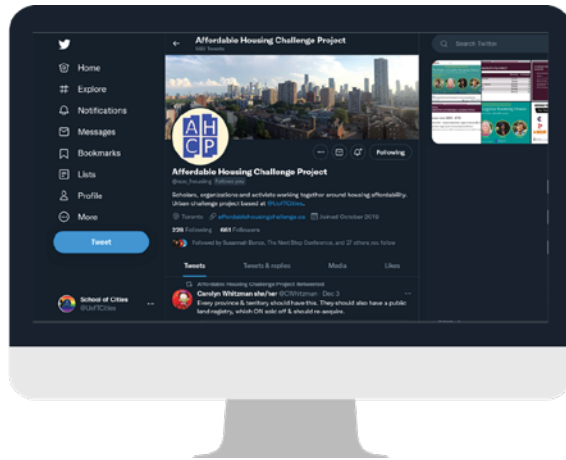 Affordable Housing Challenge Project
Search Twitter
Home
Explore
Notifications
Messages
Bookmarks
Lists
Profile
More
Tweet
School of Cities
@UofTCities
AH
CP
Following
Affordable Housing Challenge Project
Follows you
Scholars, organizations and activists working together around housing affordability.
Urban challenge project based at @UofTCities.
Toronto affordablehousingchallenge.ca Joined October 2019
229 Following 661 Followers
Followed by Susannah Bunce, The Next Stop Conference, and 27 others you follow
Tweets Tweets & replies Media Likes
Affordable Housing Challenge Project Retweeted
Carolyn Whitzman she/her @CWhitzman · Dec 3
Every province & territory should have this. They should also have a public
land registry, which ON sold off & should re-acquire.